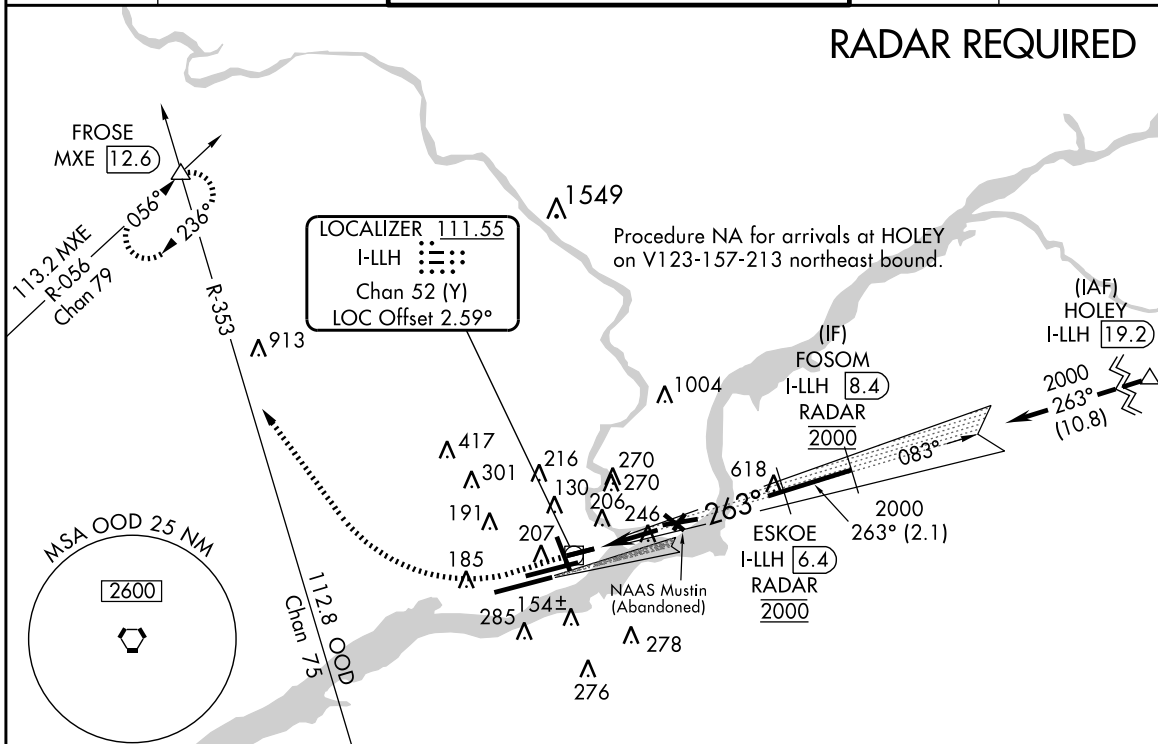 RADAR REQUIRED
FROSE
MXE 12.6
056°
236°
113.2 MXE
R-056
Chan 79
R-353
1549
LOCALIZER 111.55
I-LLH
Chan 52 (Y)
LOC Offset 2.59°
Procedure NA for arrivals at HOLEY
on V123-157-213 northeast bound.
(IAF)
HOLEY
I-LLH 19.2
2000
263°
(10.8)
(IF)
FOSOM
I-LLH 8.4
RADAR
2000
083°
913
1004
417
301
191
185
216
130
207
270
270
206
246
618
263°
2000
263° (2.1)
ESKOE
I-LLH 6.4
RADAR
2000
NAAS Mustin
(Abandoned)
285
154±
278
276
MSA OOD 25 NM
2600
112.8 OOD
Chan 75